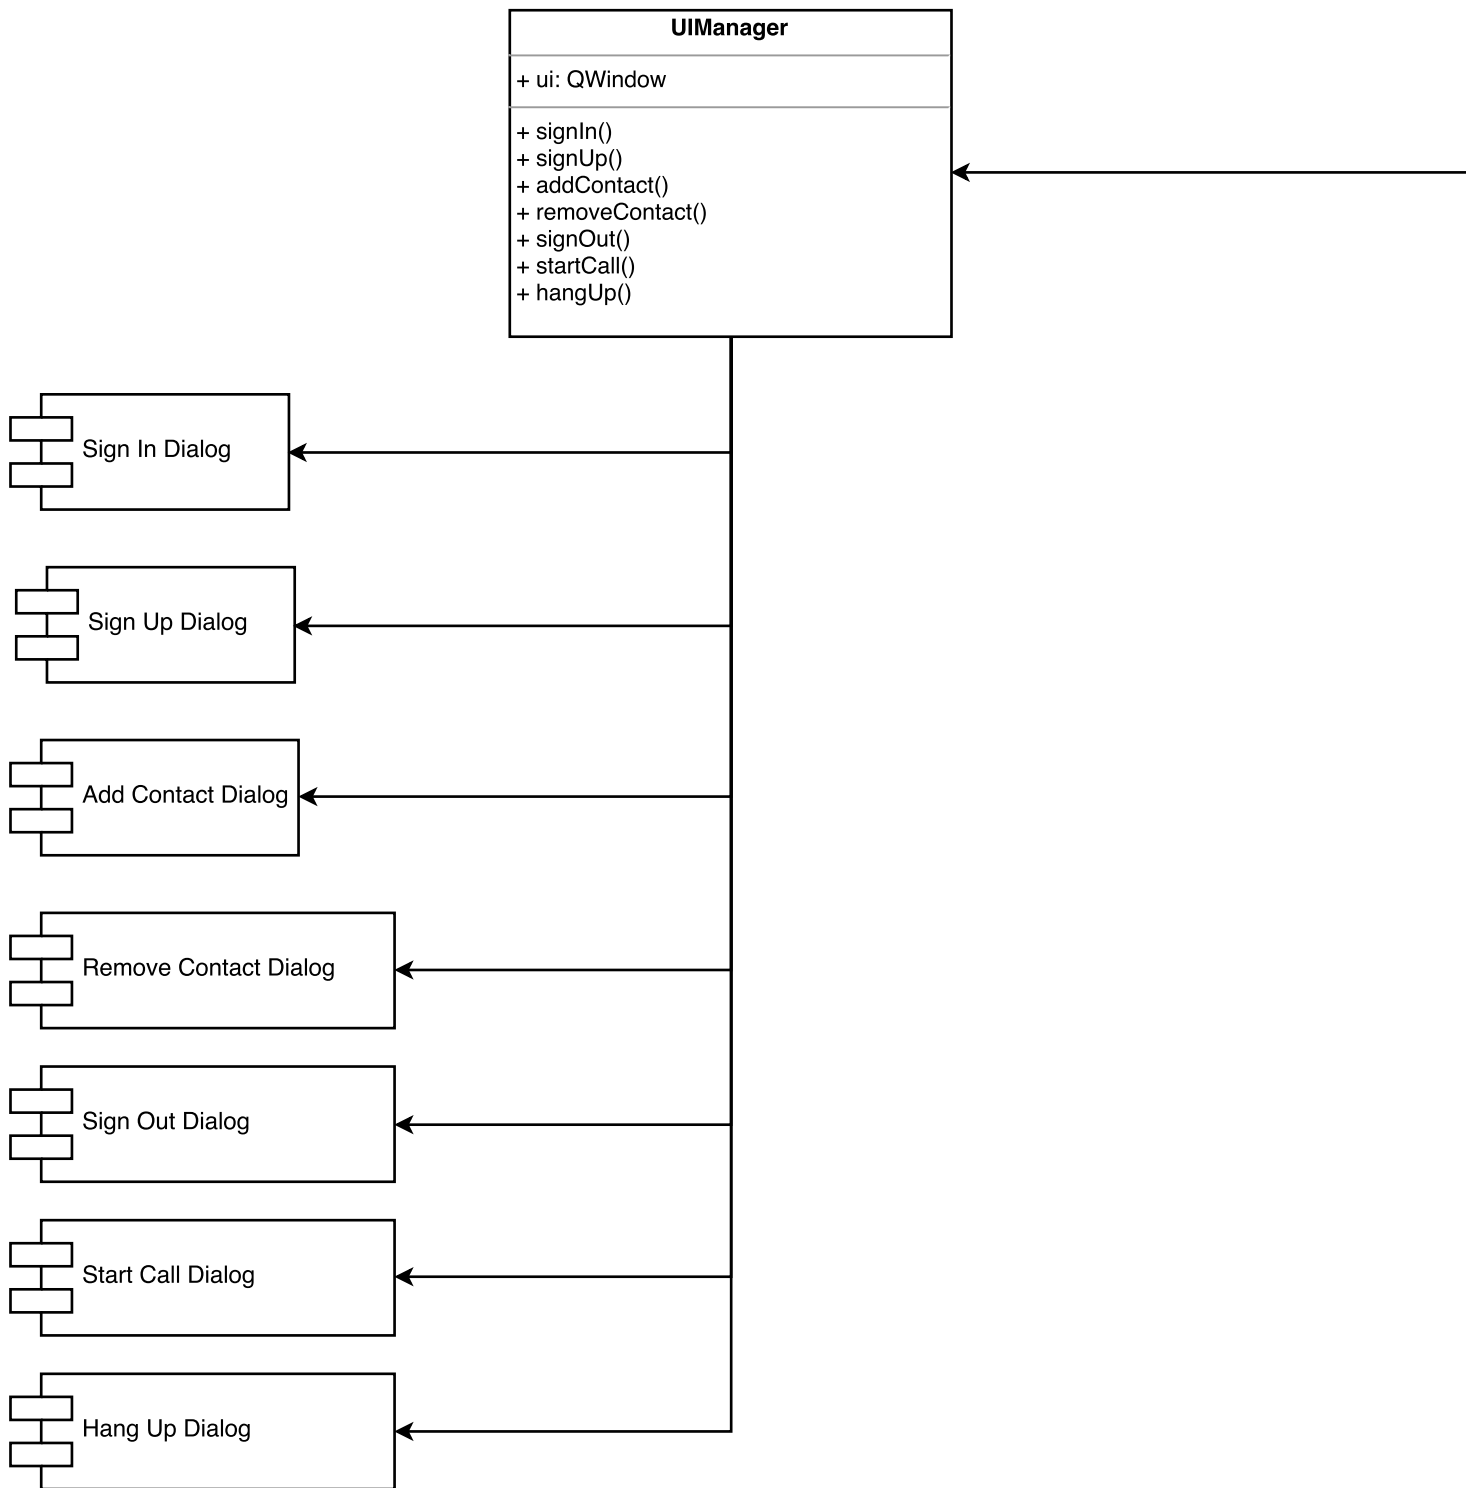 UIManager
+ ui: QWindow
+ signIn()
+ signUp()
+ addContact()
+ removeContact()
+ signOut()
+ startCall()
+ hangUp()
Sign In Dialog
Sign Up Dialog
Add Contact Dialog
Remove Contact Dialog
Sign Out Dialog
Start Call Dialog
Hang Up Dialog